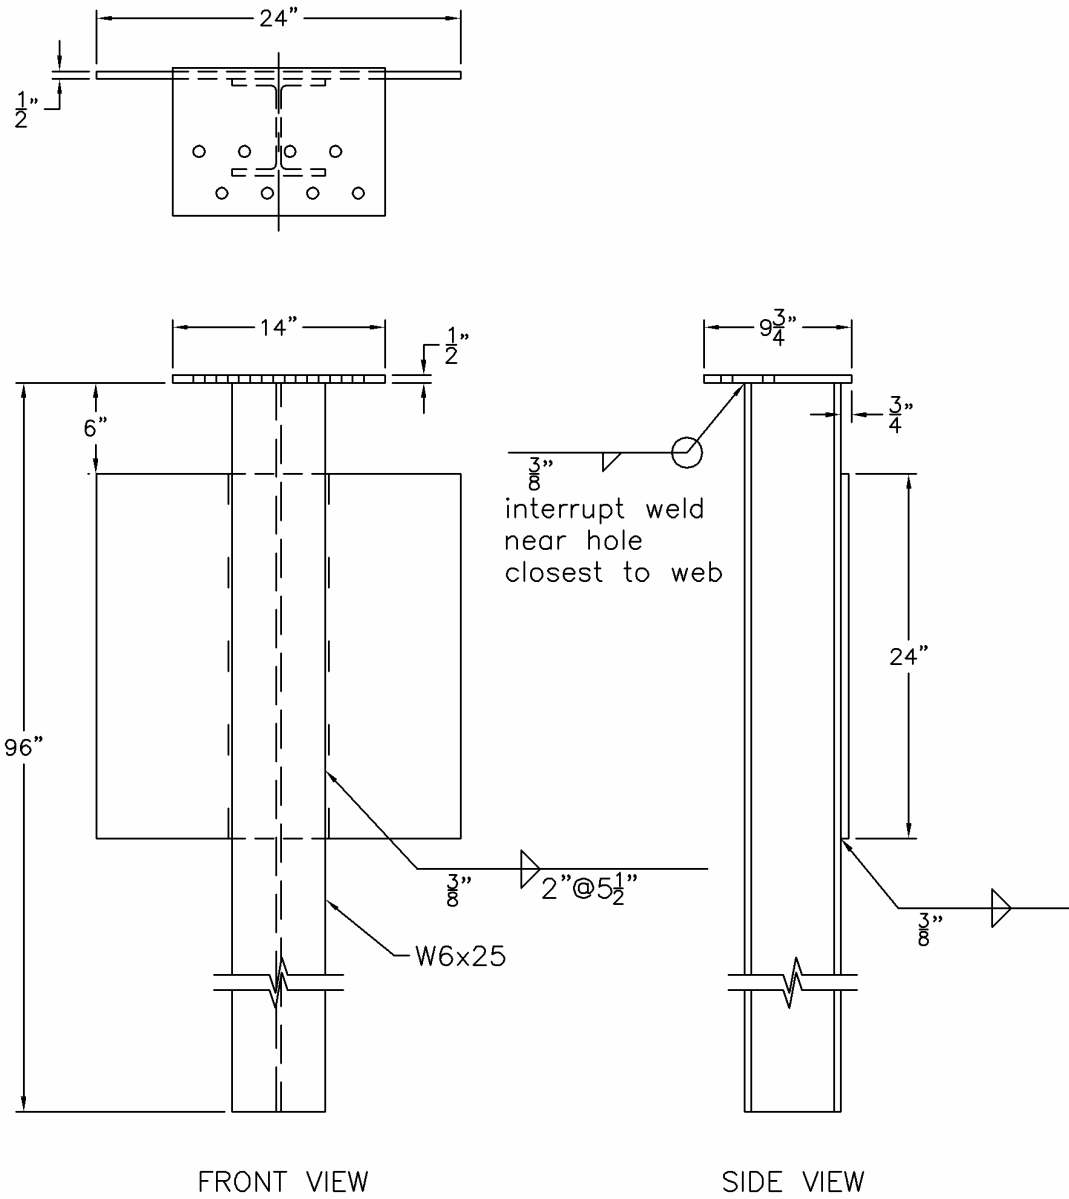 24”
1/2”
14”
1/2”
9 3/4”
6”
3/4”
3/8”
interrupt weld
near hole
closest to web
24”
96”
3/8”
2”@5 1/2”
3/8”
W6x25
FRONT VIEW
SIDE VIEW